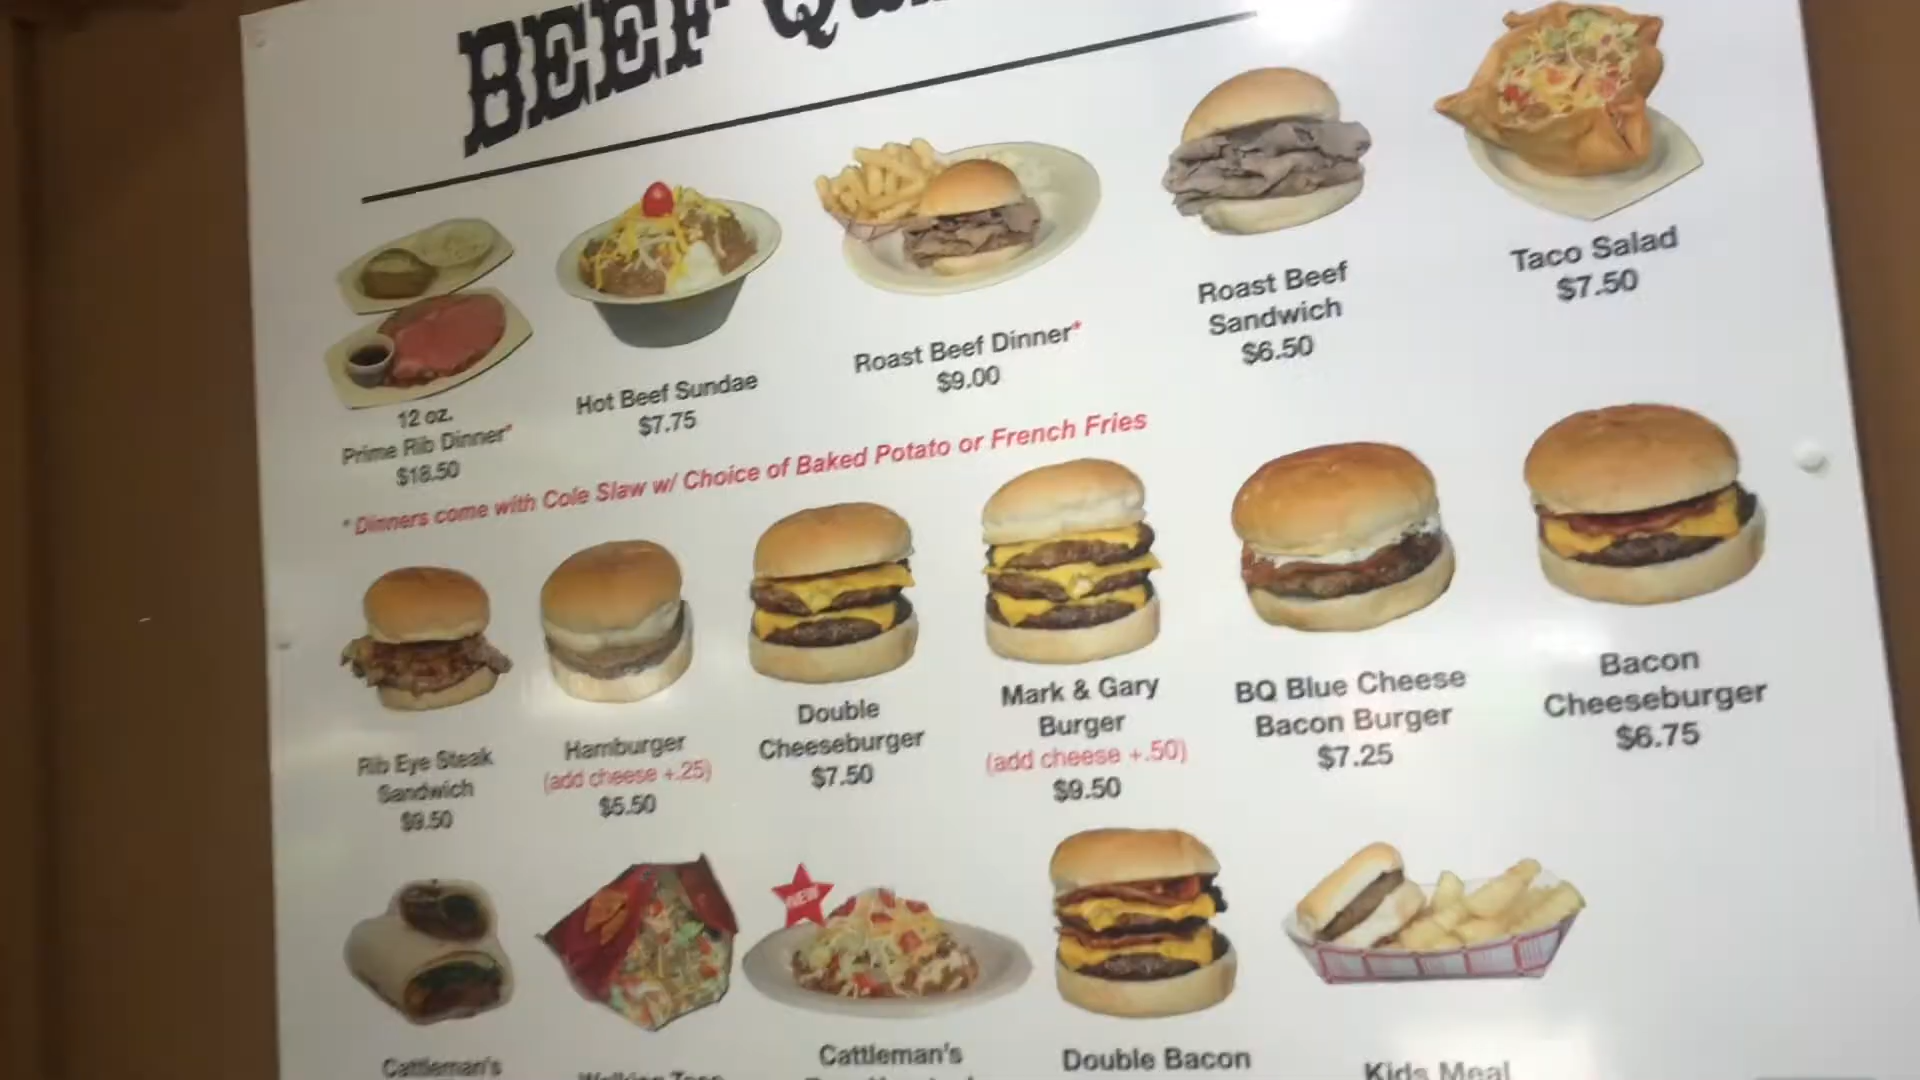 BEEF
12 oz.
Prime Rib Dinner*
$18.50
Hot Beef Sundae
$7.75
Roast Beef Dinner*
$9.00
Roast Beef
Sandwich
$6.50
Taco Salad
$7.50
* Dinners come with Cole Slaw w/ Choice of Baked Potato or French Fries
Rib Eye Steak
Sandwich
$9.50
Hamburger
(add cheese +.25)
$5.50
Double
Cheeseburger
$7.50
Mark & Gary
Burger
(add cheese +.50)
$9.50
BQ Blue Cheese
Bacon Burger
$7.25
Bacon
Cheeseburger
$6.75
NEW
Cattleman's
Walking Taco
Cattleman's
Double Bacon
Kids Meal